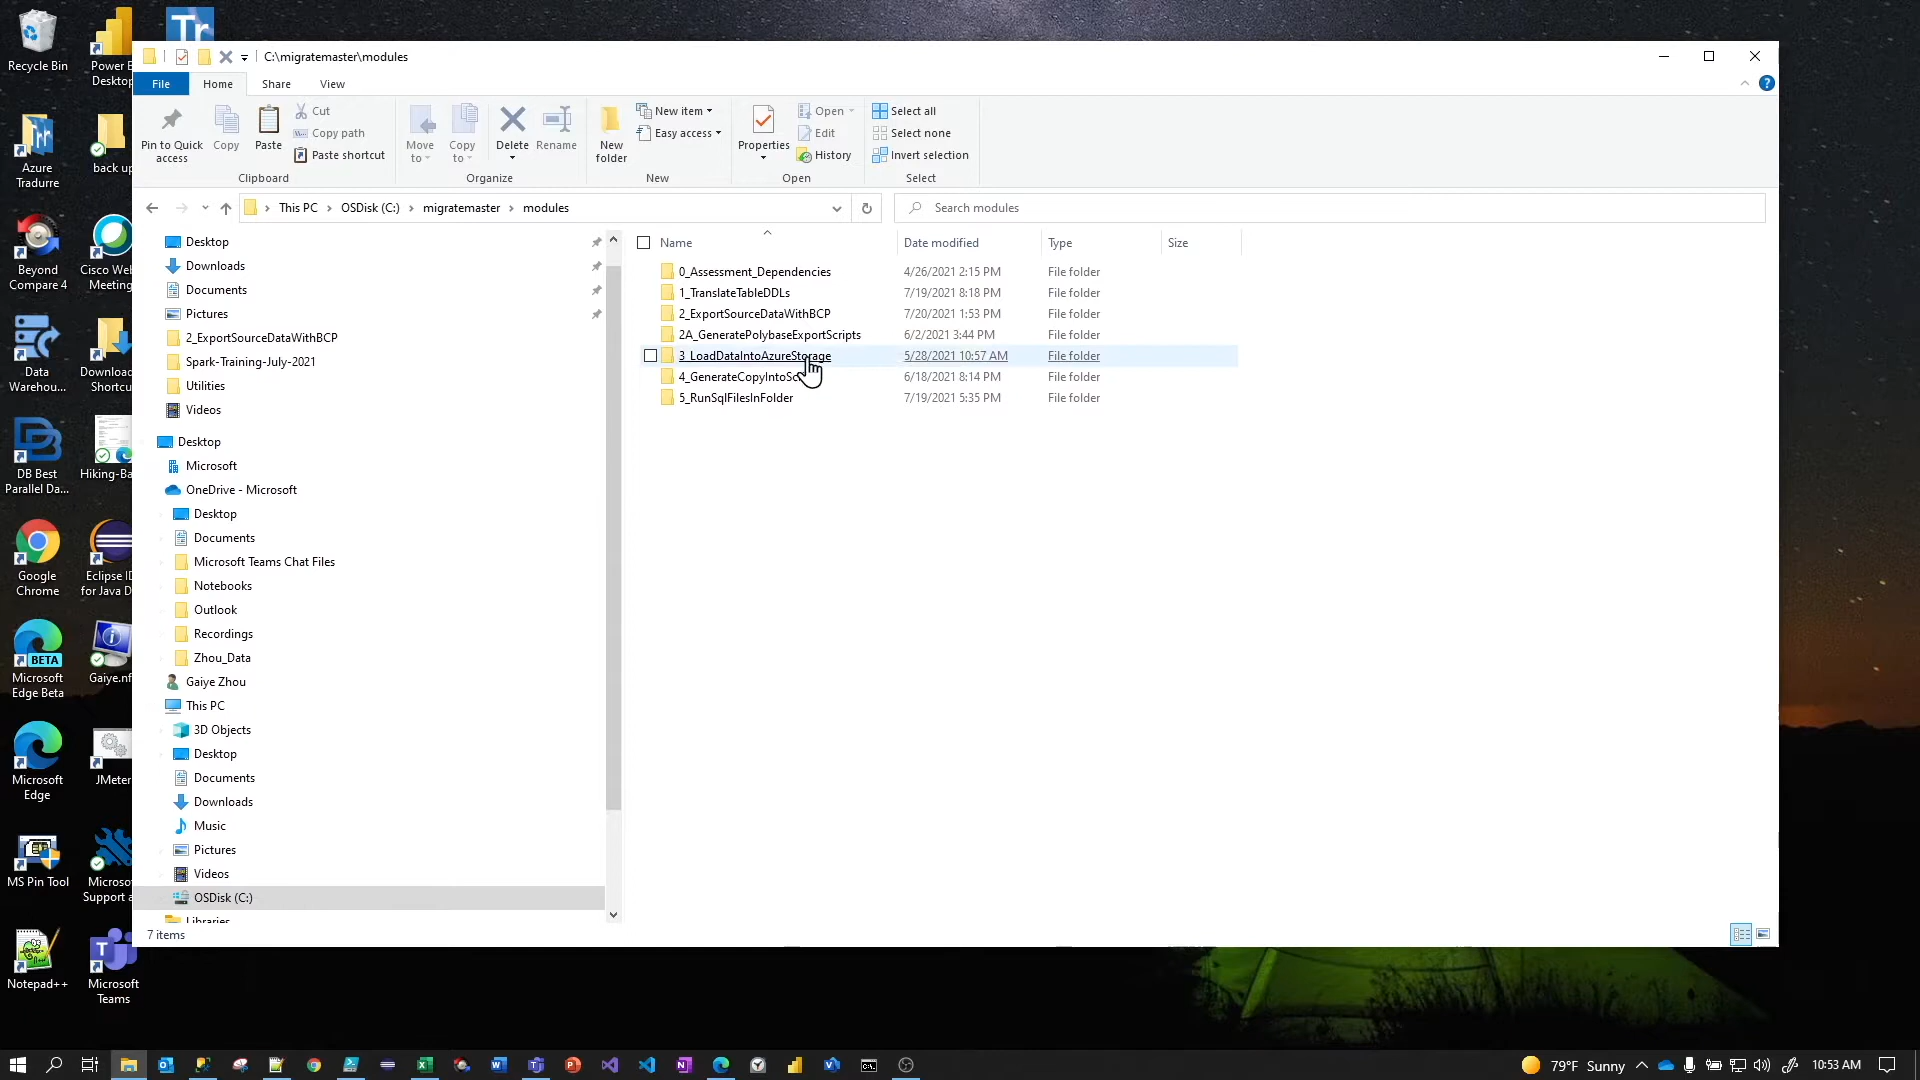 Recycle Bin
Power B
Desktop
Tr
C:\migratemaster\modules
File
Home
Share
View
Pin to Quick
access
Copy
Paste
Cut
Copy path
Paste shortcut
Clipboard
Move
to
Copy
to
Delete
Rename
Organize
New
folder
New item
Easy access
New
Properties
Open
Edit
History
Open
Select all
Select none
Invert selection
Select
This PC
OSDisk (C:)
migratemaster
modules
Search modules
Name
Date modified
Type
Size
0_Assessment_Dependencies 4/26/2021 2:15 PM File folder
1_TranslateTableDDLs 7/19/2021 8:18 PM File folder
2_ExportSourceDataWithBCP 7/20/2021 1:53 PM File folder
2A_GeneratePolybaseExportScripts 6/2/2021 3:44 PM File folder
3_LoadDataIntoAzureStorage 5/28/2021 10:57 AM File folder
4_GenerateCopyIntoSc 6/18/2021 8:14 PM File folder
5_RunSqlFilesInFolder 7/19/2021 5:35 PM File folder
Desktop
Downloads
Documents
Pictures
2_ExportSourceDataWithBCP
Spark-Training-July-2021
Utilities
Videos
Desktop
Microsoft
OneDrive - Microsoft
Desktop
Documents
Microsoft Teams Chat Files
Notebooks
Outlook
Recordings
Zhou_Data
Gaiye Zhou
This PC
3D Objects
Desktop
Documents
Downloads
Music
Pictures
Videos
OSDisk (C:)
Libraries
7 items
Azure
Tradurre
back up
Beyond
Compare 4
Cisco Web
Meeting
Data
Warehou...
Download
Shortcu
DB Best
Parallel Da...
Hiking-Ba
Google
Chrome
Eclipse ID
for Java D
BETA
Microsoft
Edge Beta
Gaiye.nf
Microsoft
Edge
JMeter
MS Pin Tool
Microso
Support a
Notepad++
Microsoft
Teams
79°F Sunny
10:53 AM